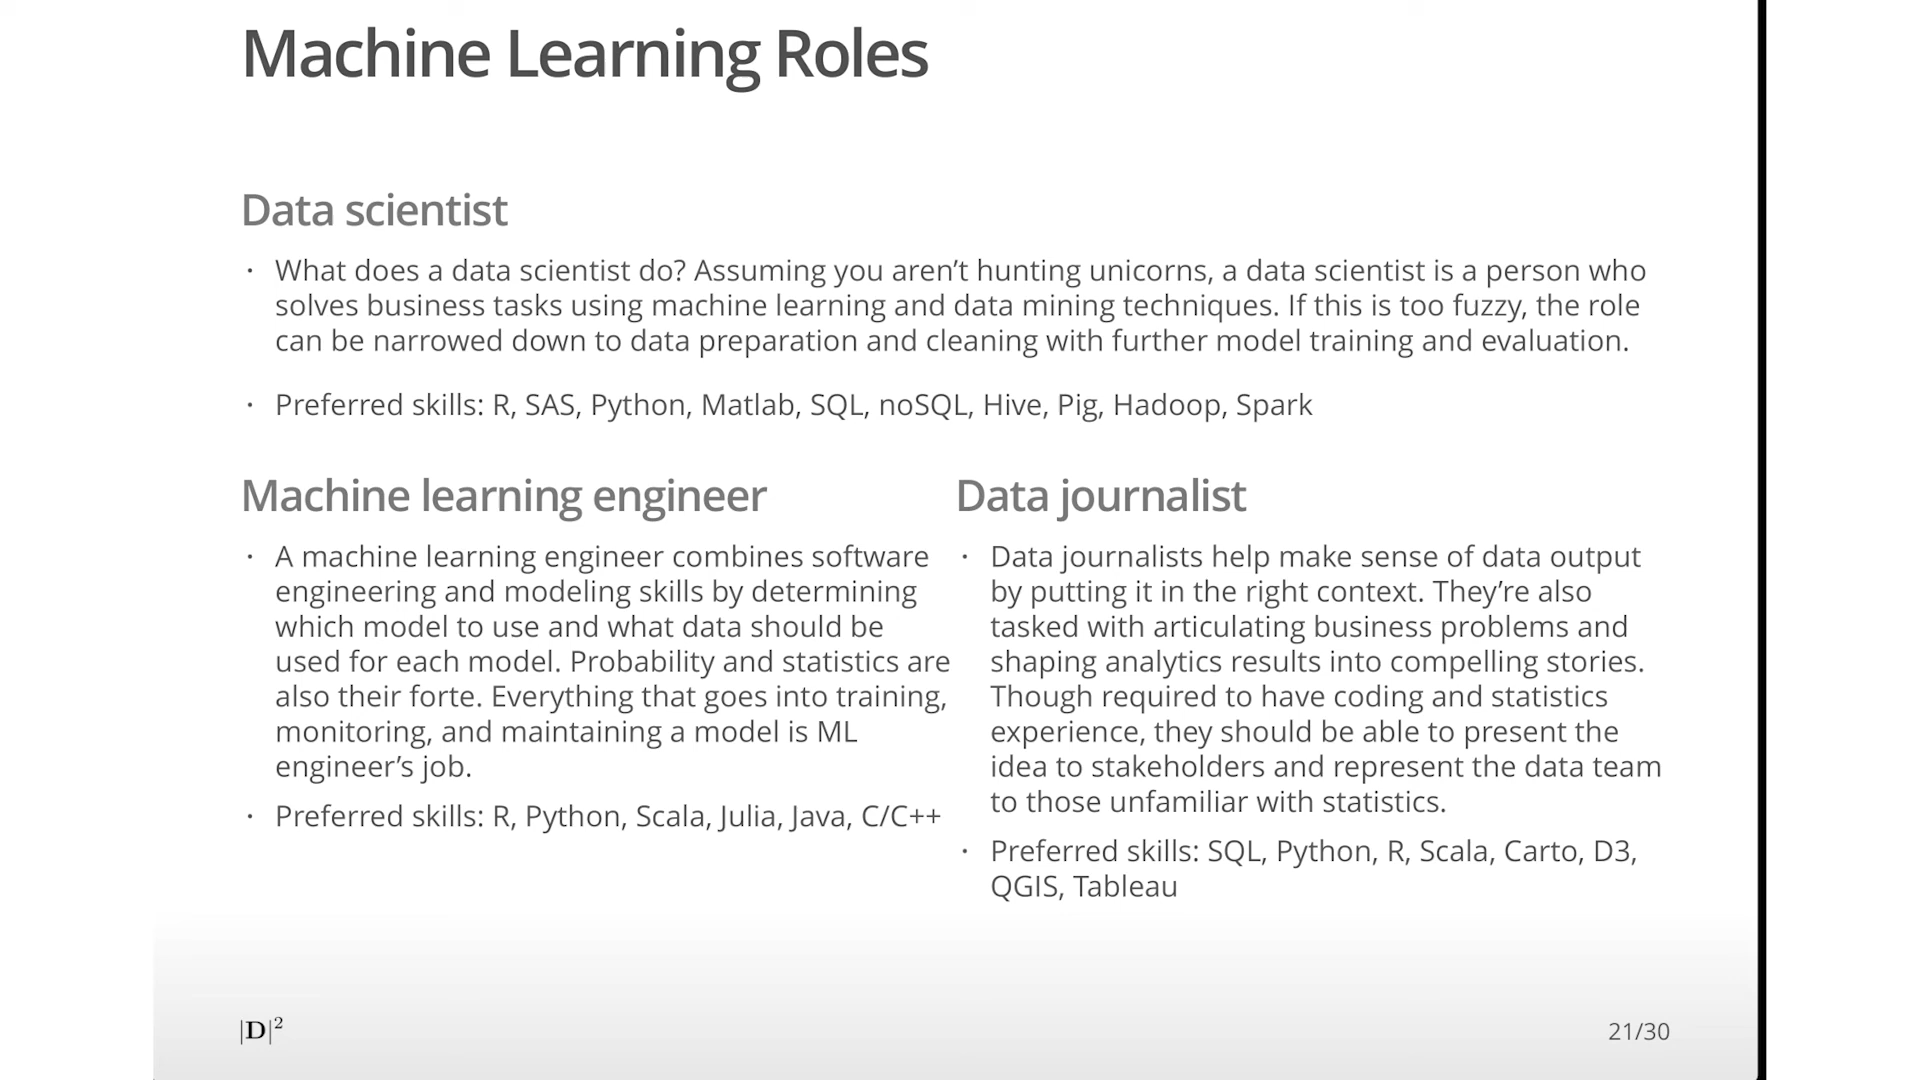 Machine Learning Roles
Data scientist
· What does a data scientist do? Assuming you aren’t hunting unicorns, a data scientist is a person who
solves business tasks using machine learning and data mining techniques. If this is too fuzzy, the role
can be narrowed down to data preparation and cleaning with further model training and evaluation.
· Preferred skills: R, SAS, Python, Matlab, SQL, noSQL, Hive, Pig, Hadoop, Spark
Machine learning engineer
· A machine learning engineer combines software
engineering and modeling skills by determining
which model to use and what data should be
used for each model. Probability and statistics are
also their forte. Everything that goes into training,
monitoring, and maintaining a model is ML
engineer’s job.
· Preferred skills: R, Python, Scala, Julia, Java, C/C++
Data journalist
· Data journalists help make sense of data output
by putting it in the right context. They’re also
tasked with articulating business problems and
shaping analytics results into compelling stories.
Though required to have coding and statistics
experience, they should be able to present the
idea to stakeholders and represent the data team
to those unfamiliar with statistics.
· Preferred skills: SQL, Python, R, Scala, Carto, D3,
QGIS, Tableau
|D|²
21/30